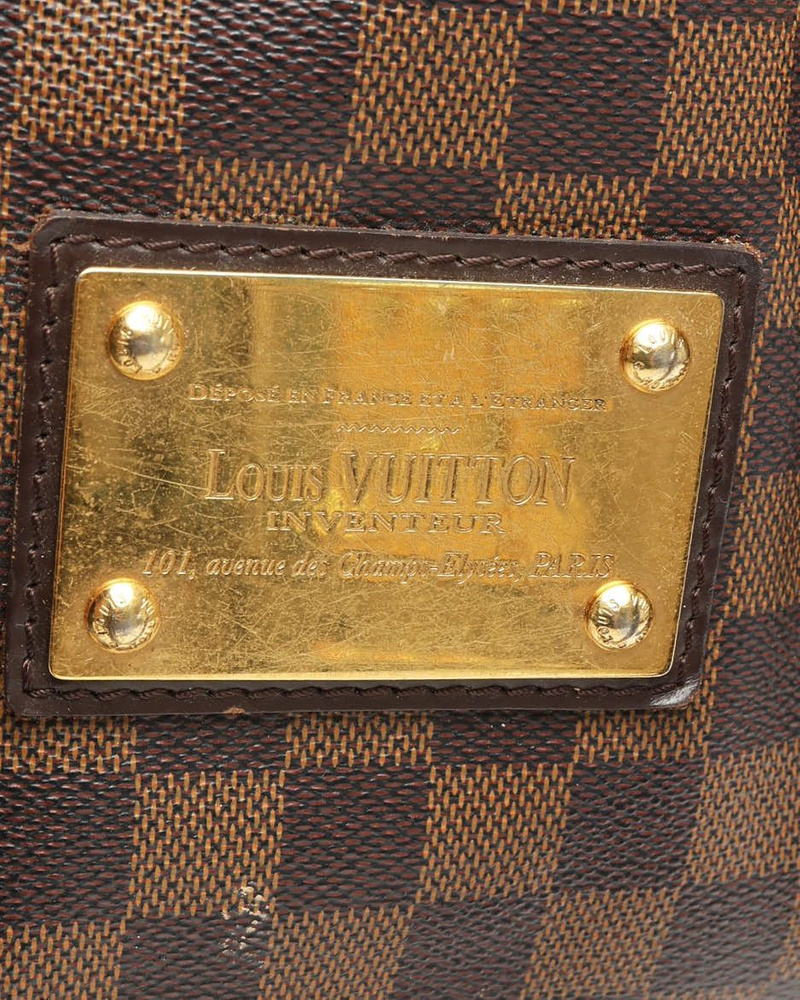 DÉPOSÉ EN FRANCE ET A L'ETRANGER
LOUIS VUITTON
INVENTEUR
101, avenue des Champs-Elysées, PARIS